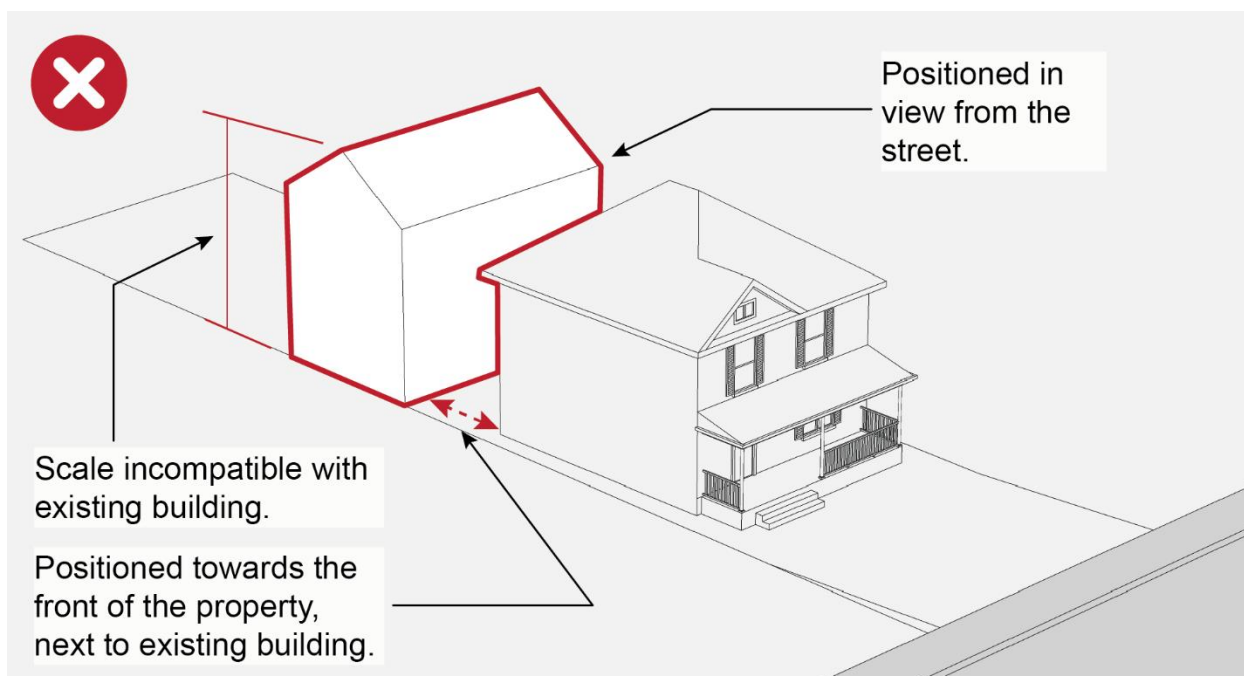 Positioned in
view from the
street.
Scale incompatible with
existing building.
Positioned towards the
front of the property,
next to existing building.